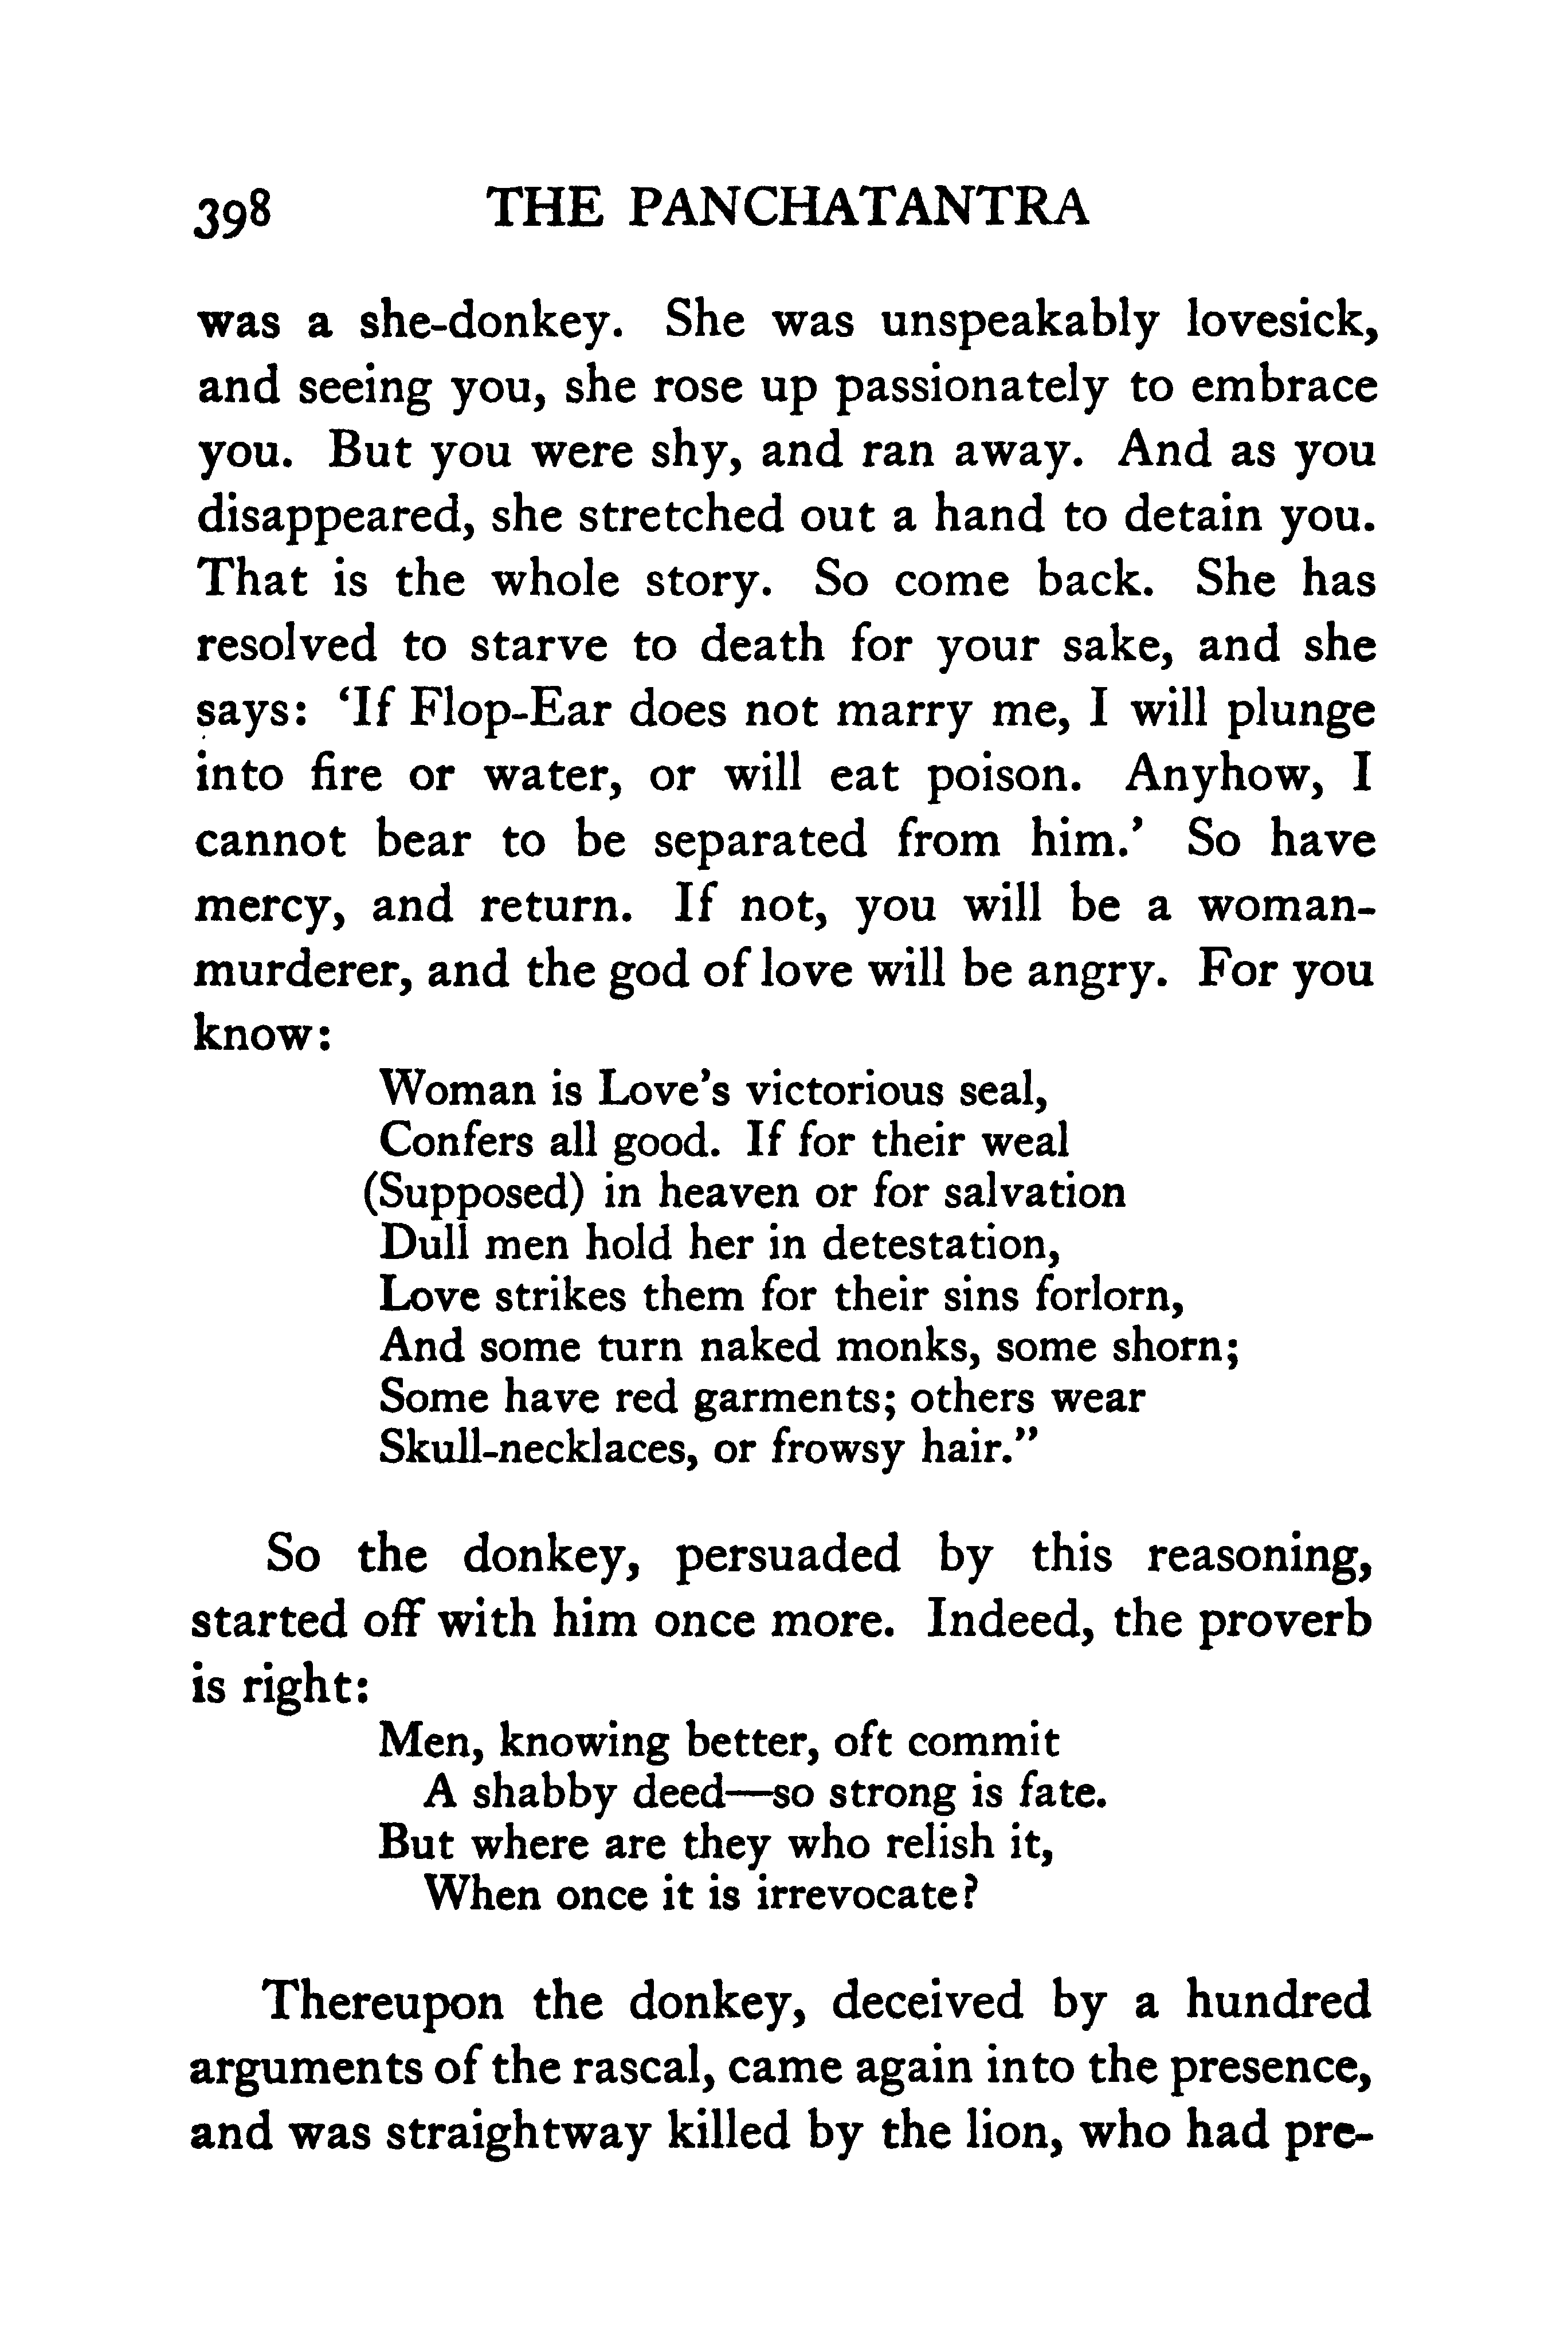 398 THE PANCHATANTRA
was a she-donkey. She was unspeakably lovesick,
and seeing you, she rose up passionately to embrace
you. But you were shy, and ran away. And as you
disappeared, she stretched out a hand to detain you.
That is the whole story. So come back. She has
resolved to starve to death for your sake, and she
says: ‘If Flop-Ear does not marry me, I will plunge
into fire or water, or will eat poison. Anyhow, I
cannot bear to be separated from him.’ So have
mercy, and return. If not, you will be a woman-
murderer, and the god of love will be angry. For you
know:
Woman is Love’s victorious seal,
Confers all good. If for their weal
(Supposed) in heaven or for salvation
Dull men hold her in detestation,
Love strikes them for their sins forlorn,
And some turn naked monks, some shorn;
Some have red garments; others wear
Skull-necklaces, or frowsy hair.”
So the donkey, persuaded by this reasoning,
started off with him once more. Indeed, the proverb
is right:
Men, knowing better, oft commit
A shabby deed—so strong is fate.
But where are they who relish it,
When once it is irrevocate?
Thereupon the donkey, deceived by a hundred
arguments of the rascal, came again into the presence,
and was straightway killed by the lion, who had pre-